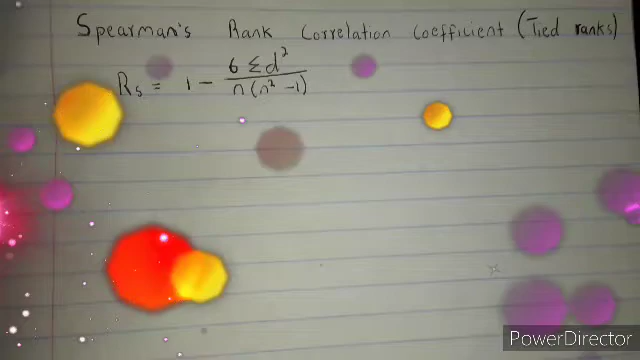 Spearman's Rank Correlation Coefficient (Tied ranks)
Rs = 1 - 6 Σd² / n(n² - 1)
PowerDirector